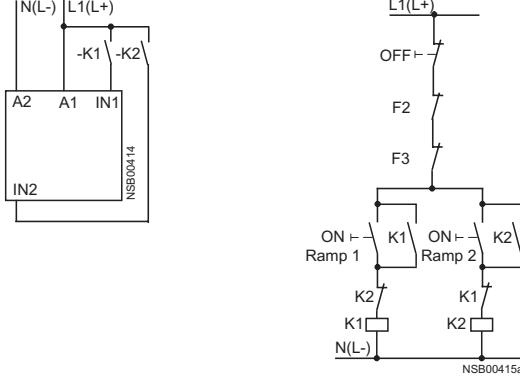 N(L-) L1(L+)
-K1 -K2
A2 A1 IN1
IN2
NSB00414
L1(L+)
OFF
F2
F3
ON K1 ON K2
Ramp 1 Ramp 2
K2 K1
K1 K2
N(L-)
NSB00415a